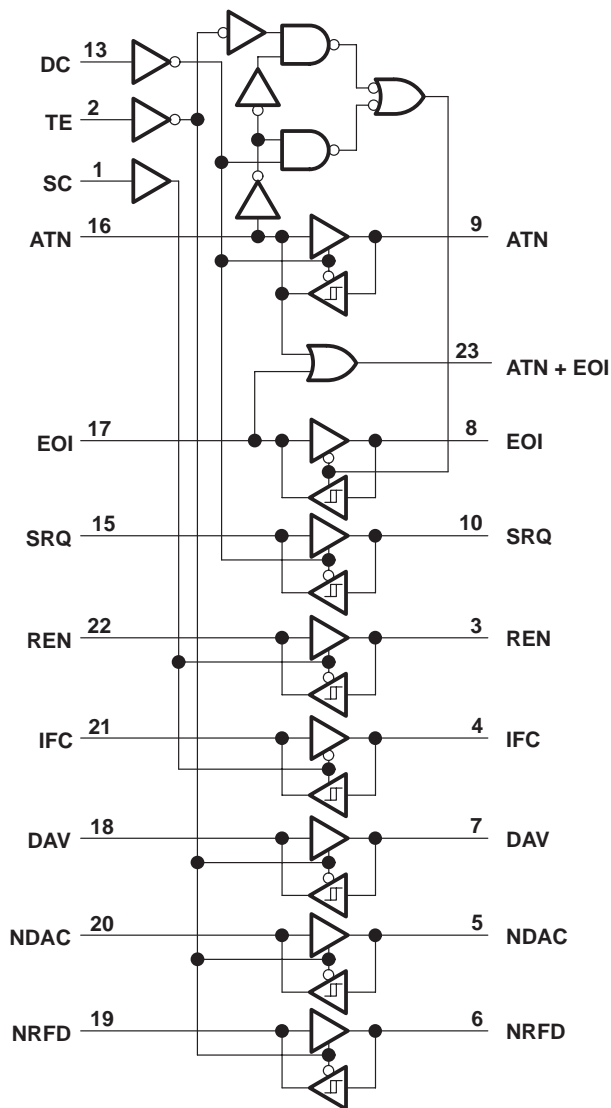 DC 13
TE 2
SC 1
ATN 16
9 ATN
23 ATN + EOI
EOI 17
8 EOI
SRQ 15
10 SRQ
REN 22
3 REN
IFC 21
4 IFC
DAV 18
7 DAV
NDAC 20
5 NDAC
NRFD 19
6 NRFD